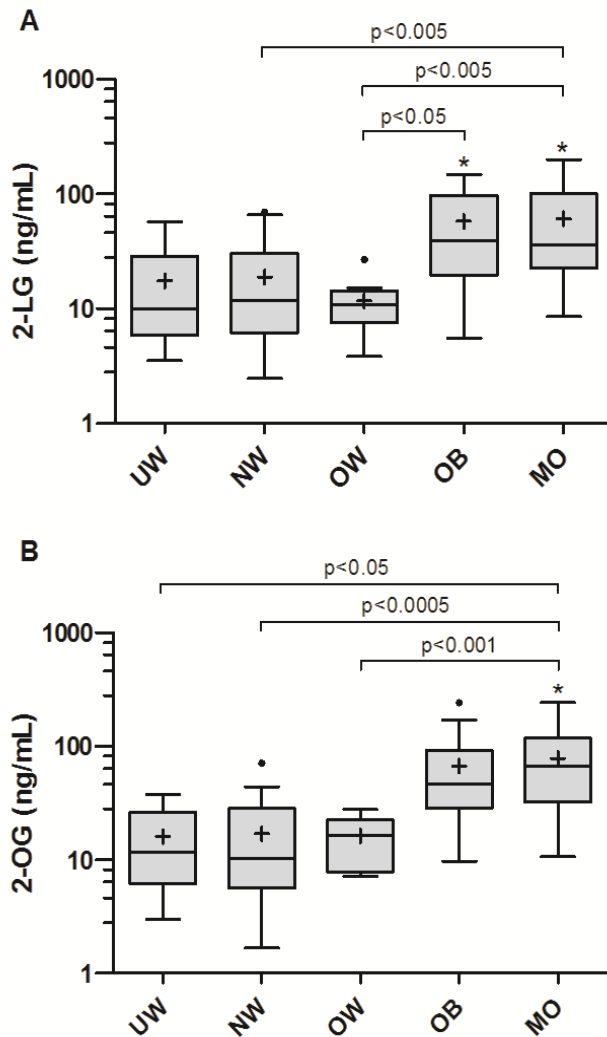 A
p<0.005
p<0.005
p<0.05
* *
2-LG (ng/mL)
1000
100
10
1
UW NW OW OB MO
B
p<0.05
p<0.0005
p<0.001
*
2-OG (ng/mL)
1000
100
10
1
UW NW OW OB MO